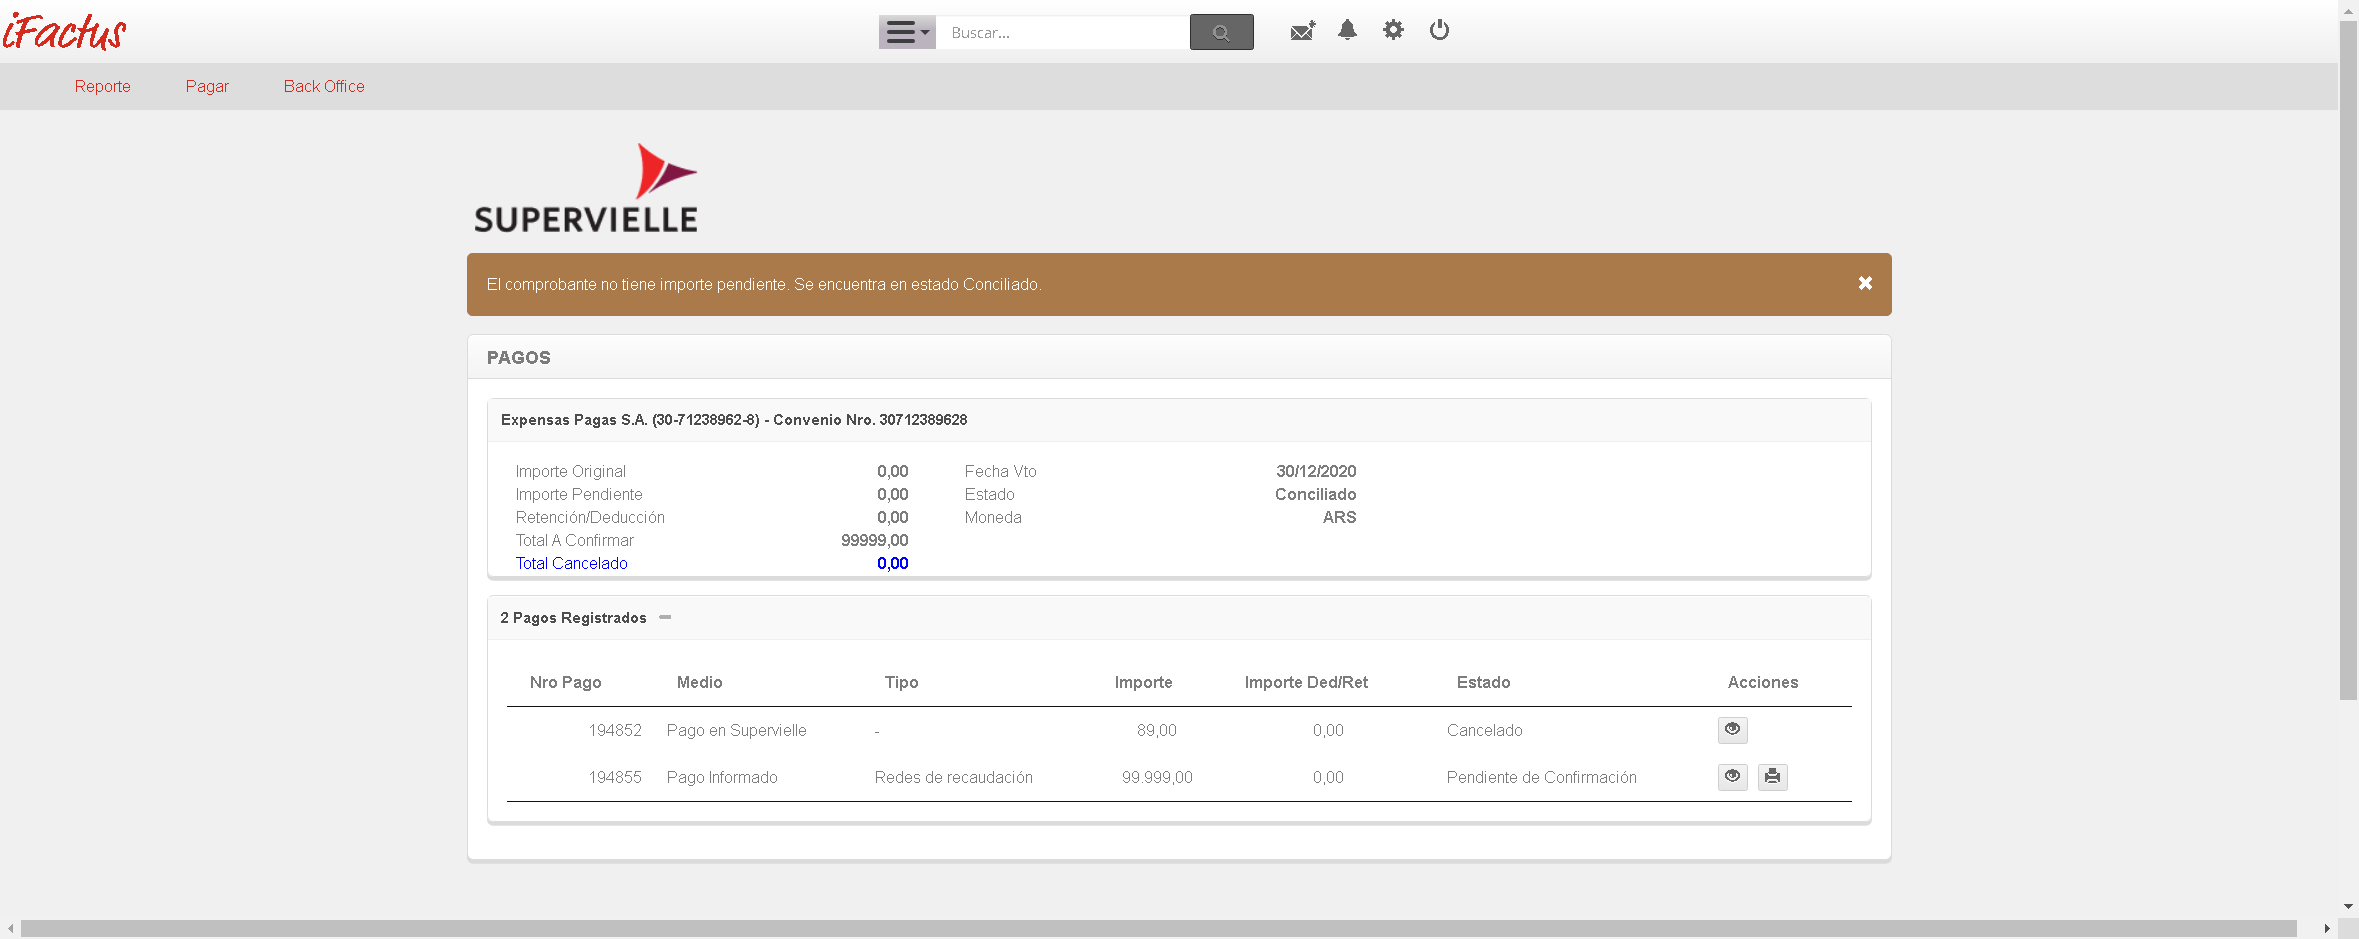 iFactus
Buscar...
Reporte Pagar Back Office
SUPERVIELLE
El comprobante no tiene importe pendiente. Se encuentra en estado Conciliado.
PAGOS
Expensas Pagas S.A. (30-71238962-8) - Convenio Nro. 30712389628
Importe Original 0,00 Fecha Vto 30/12/2020
Importe Pendiente 0,00 Estado Conciliado
Retención/Deducción 0,00 Moneda ARS
Total A Confirmar 99999,00
Total Cancelado 0,00
2 Pagos Registrados
Nro Pago Medio Tipo Importe Importe Ded/Ret Estado Acciones
194852 Pago en Supervielle - 89,00 0,00 Cancelado
194855 Pago Informado Redes de recaudación 99.999,00 0,00 Pendiente de Confirmación